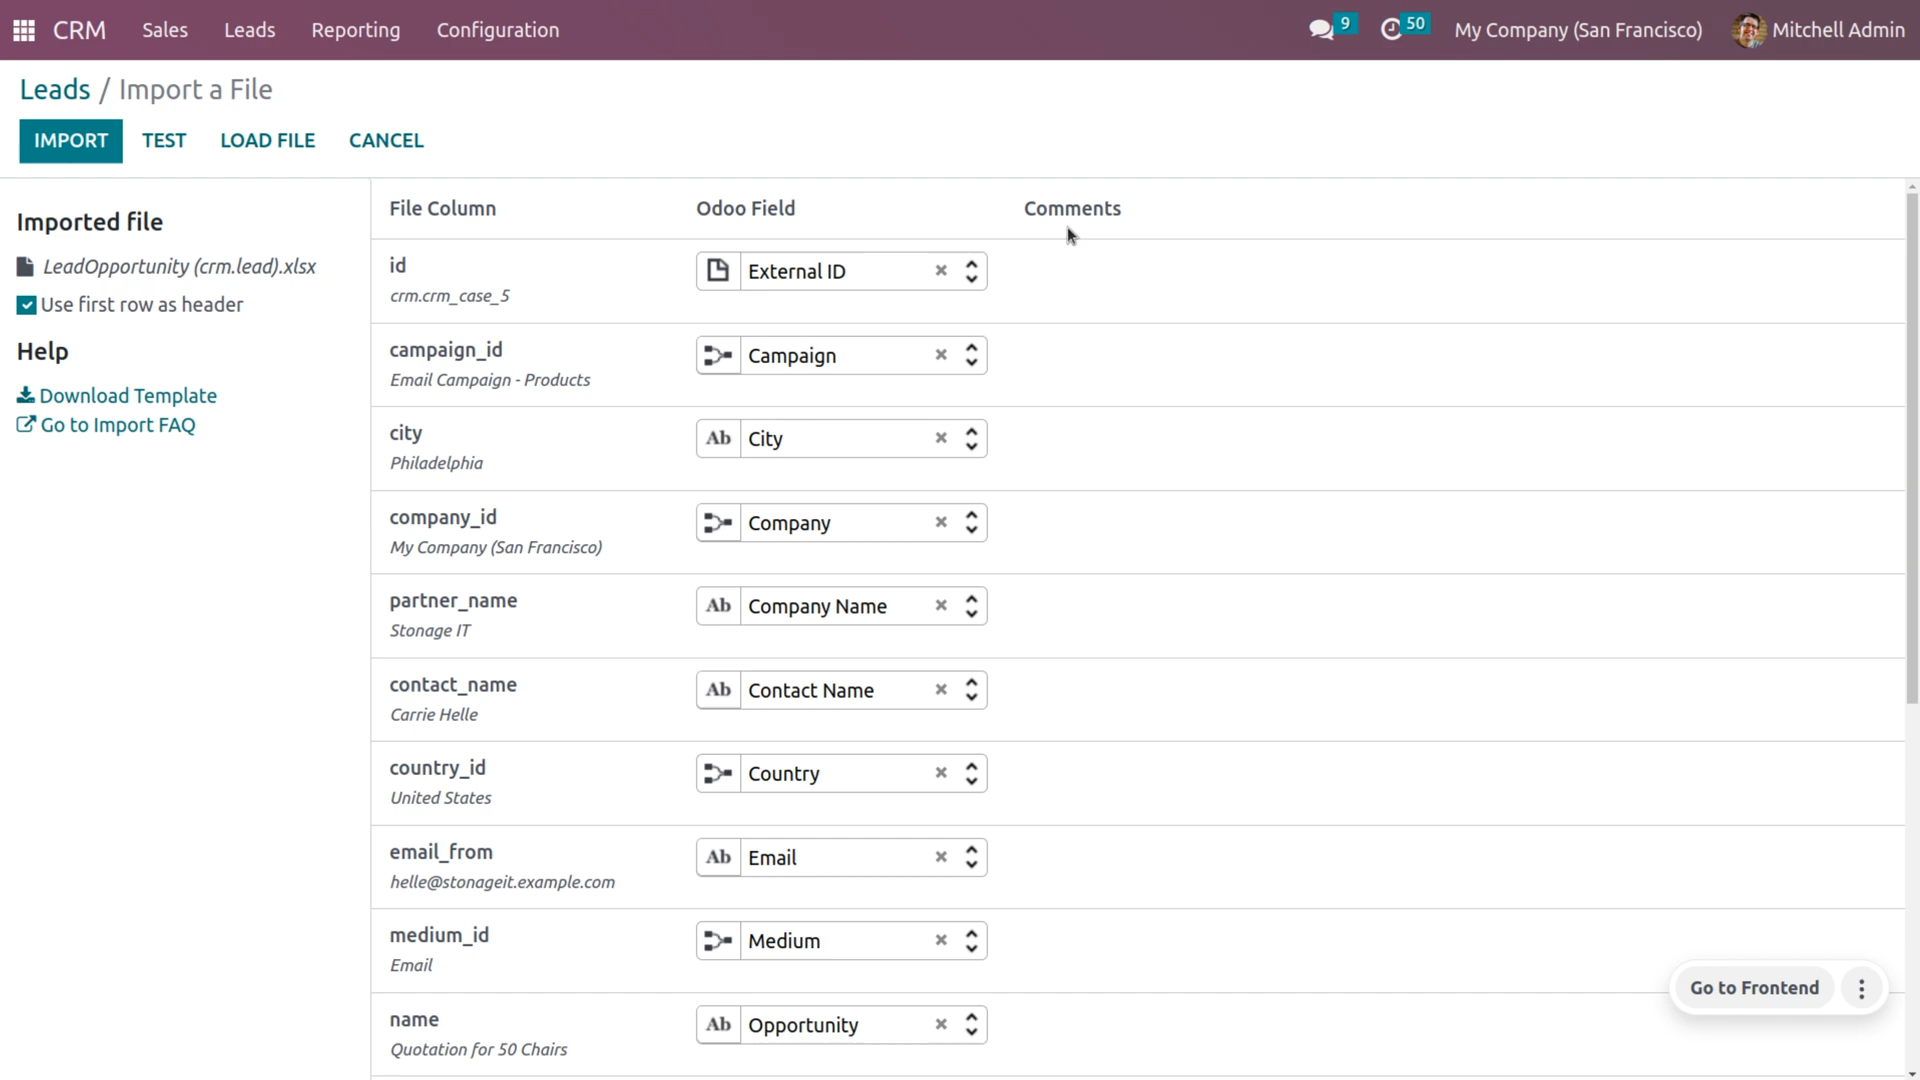 CRM Sales Leads Reporting Configuration 9 50 My Company (San Francisco) Mitchell Admin
Leads / Import a File
IMPORT TEST LOAD FILE CANCEL
Imported file
LeadOpportunity (crm.lead).xlsx
Use first row as header
Help
Download Template
Go to Import FAQ
File Column Odoo Field Comments
id
crm.crm_case_5
External ID
campaign_id
Email Campaign - Products
Campaign
city
Philadelphia
Ab City
company_id
My Company (San Francisco)
Company
partner_name
Stonage IT
Ab Company Name
contact_name
Carrie Helle
Ab Contact Name
country_id
United States
Country
email_from
helle@stonageit.example.com
Ab Email
medium_id
Email
Medium
name
Quotation for 50 Chairs
Ab Opportunity
Go to Frontend